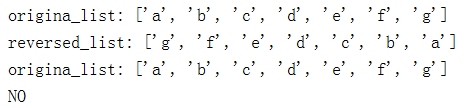 origina_list: ['a', 'b', 'c', 'd', 'e', 'f', 'g']
reversed_list: ['g', 'f', 'e', 'd', 'c', 'b', 'a']
origina_list: ['a', 'b', 'c', 'd', 'e', 'f', 'g']
NO